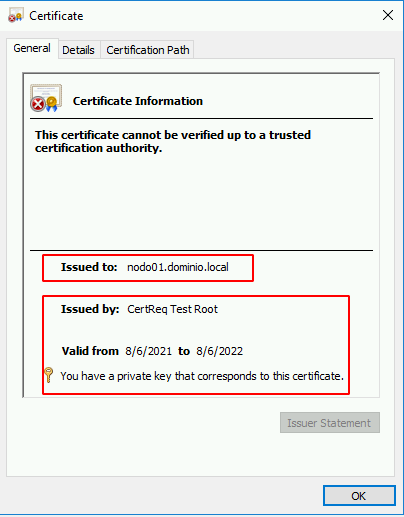 Certificate
General Details Certification Path
Certificate Information
This certificate cannot be verified up to a trusted
certification authority.
Issued to: nodo01.dominio.local
Issued by: CertReq Test Root
Valid from 8/6/2021 to 8/6/2022
You have a private key that corresponds to this certificate.
Issuer Statement
OK